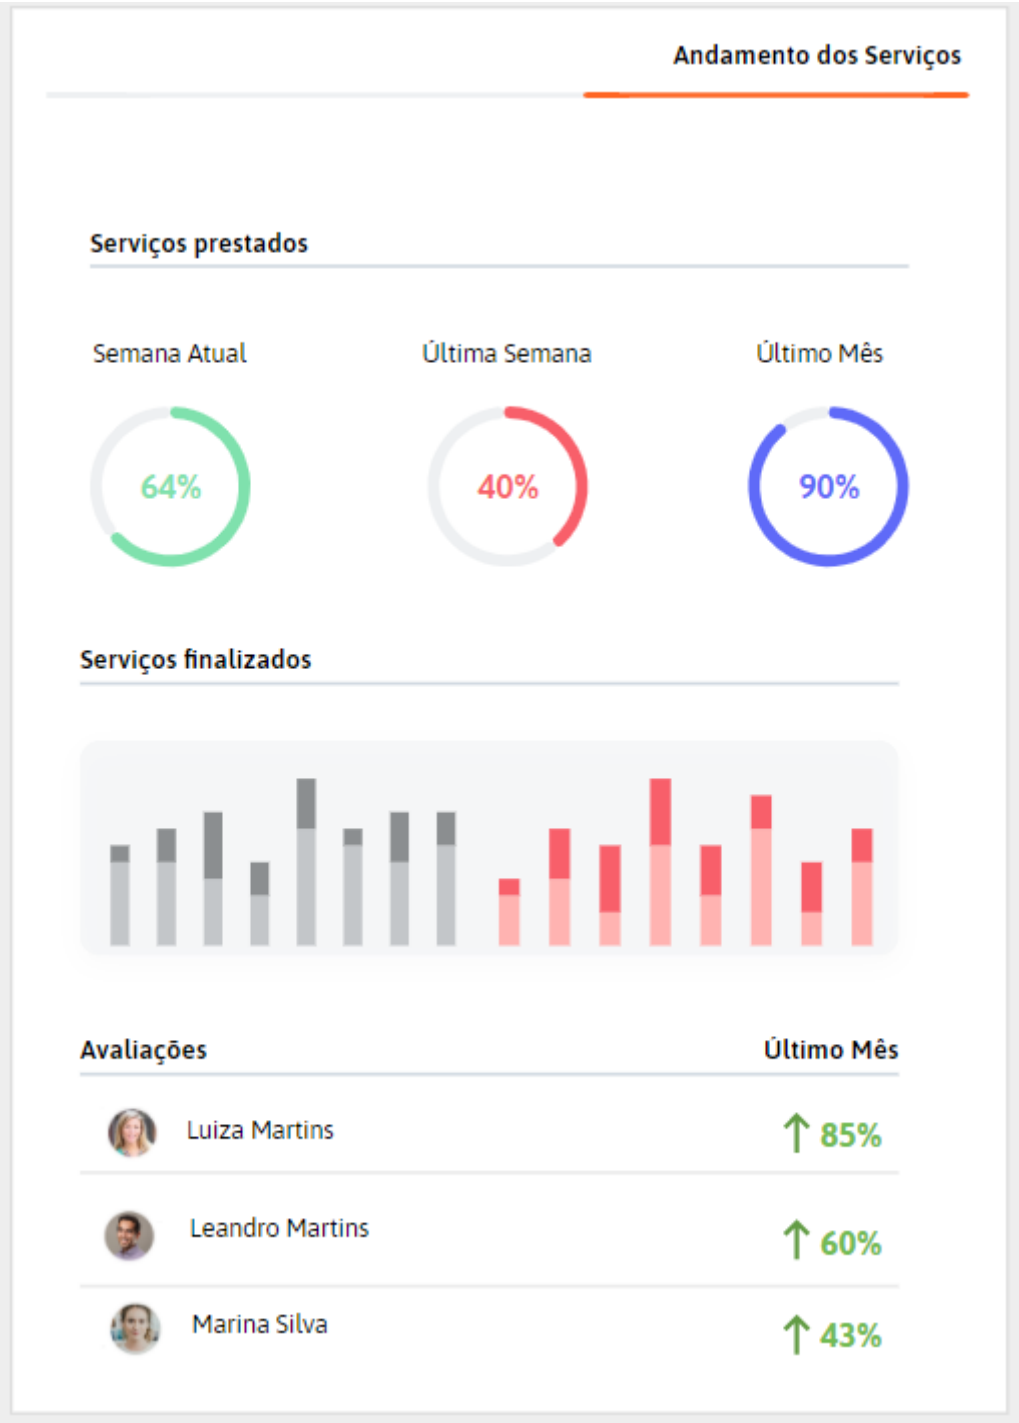 Andamento dos Serviços
Serviços prestados
Semana Atual Última Semana Último Mês
64% 40% 90%
Serviços finalizados
Avaliações Último Mês
Luiza Martins 85%
Leandro Martins 60%
Marina Silva 43%